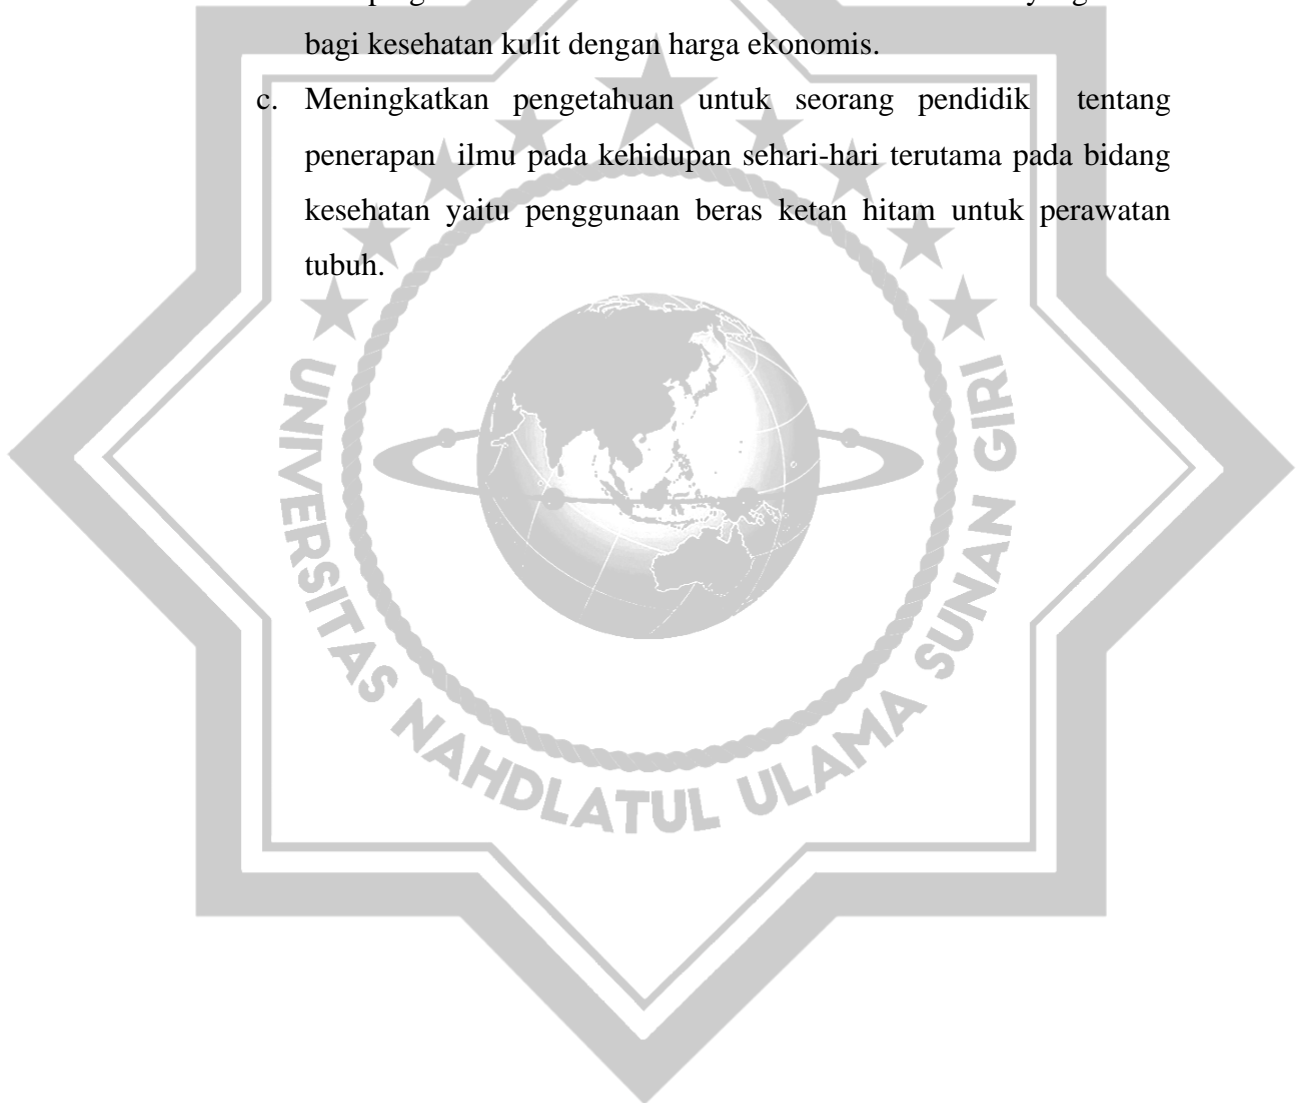 bagi kesehatan kulit dengan harga ekonomis.
c. Meningkatkan pengetahuan untuk seorang pendidik tentang
penerapan ilmu pada kehidupan sehari-hari terutama pada bidang
kesehatan yaitu penggunaan beras ketan hitam untuk perawatan
tubuh.
UNIVERSITAS NAHDLATUL ULAMA SUNAN GIRI